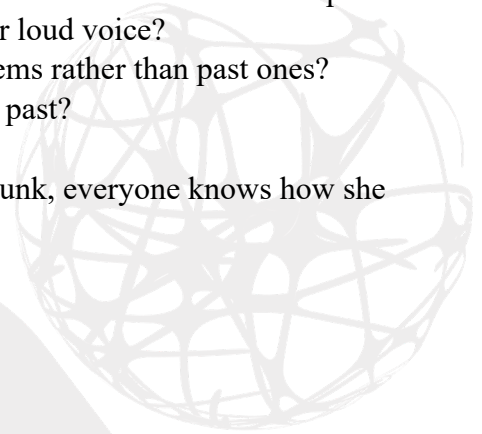 r loud voice?
ems rather than past ones?
past?
unk, everyone knows how she